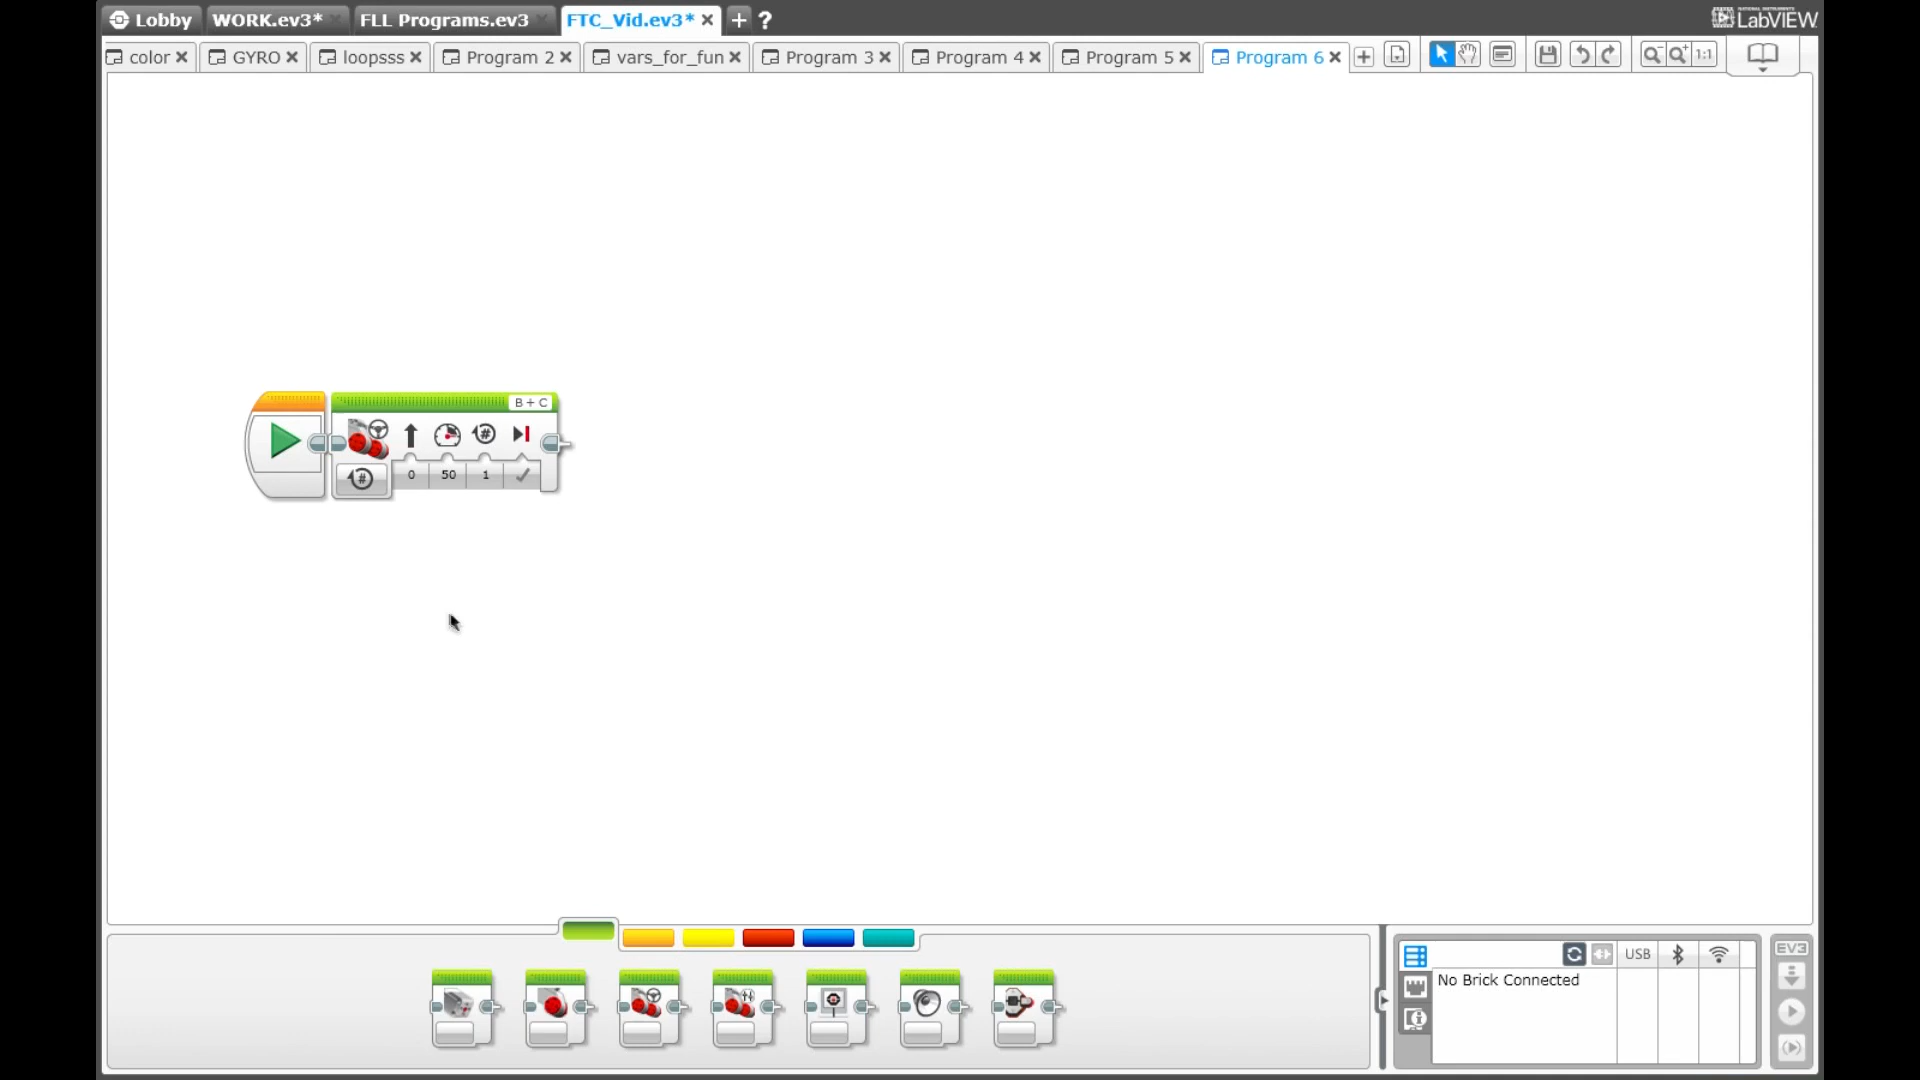 Lobby WORK.ev3* FLL Programs.ev3 FTC_Vid.ev3* + ? LabVIEW
color GYRO loopsss Program 2 vars_for_fun Program 3 Program 4 Program 5 Program 6 1:1
B + C
#
# 0 50 1
USB EV3
No Brick Connected